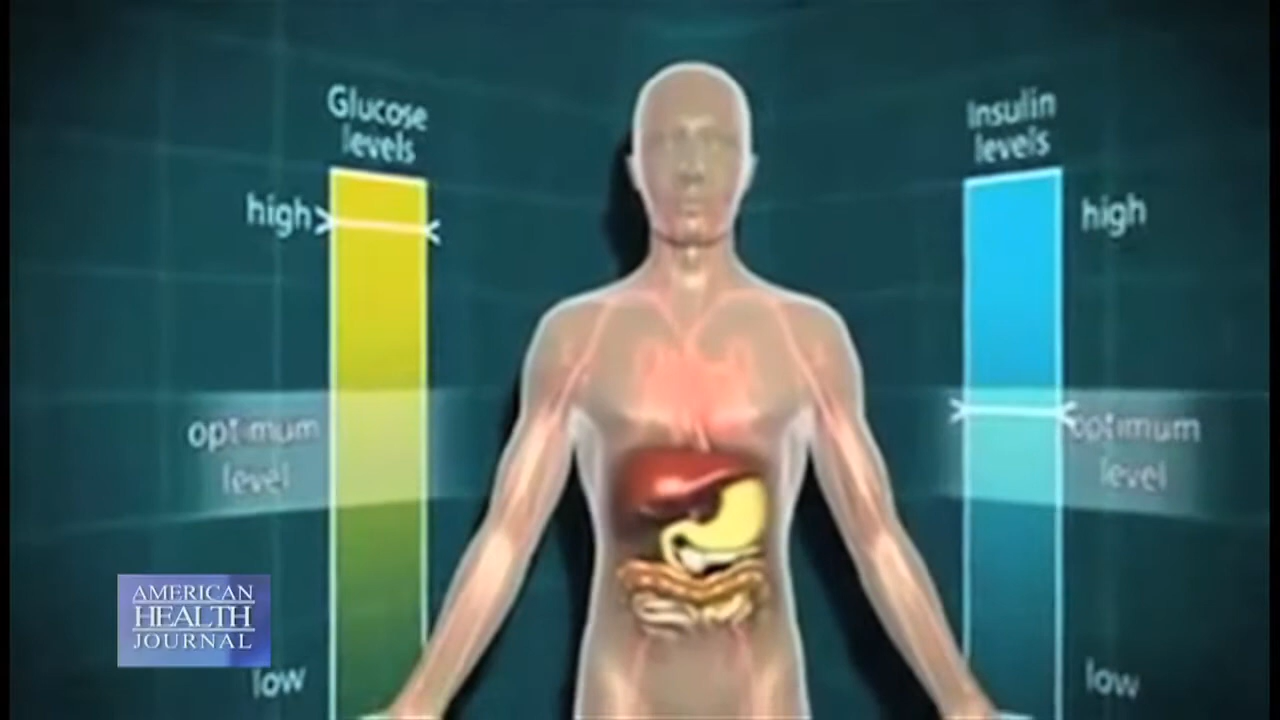 Glucose
levels
high
optimum
level
low
Insulin
levels
high
optimum
level
low
AMERICAN
HEALTH
JOURNAL